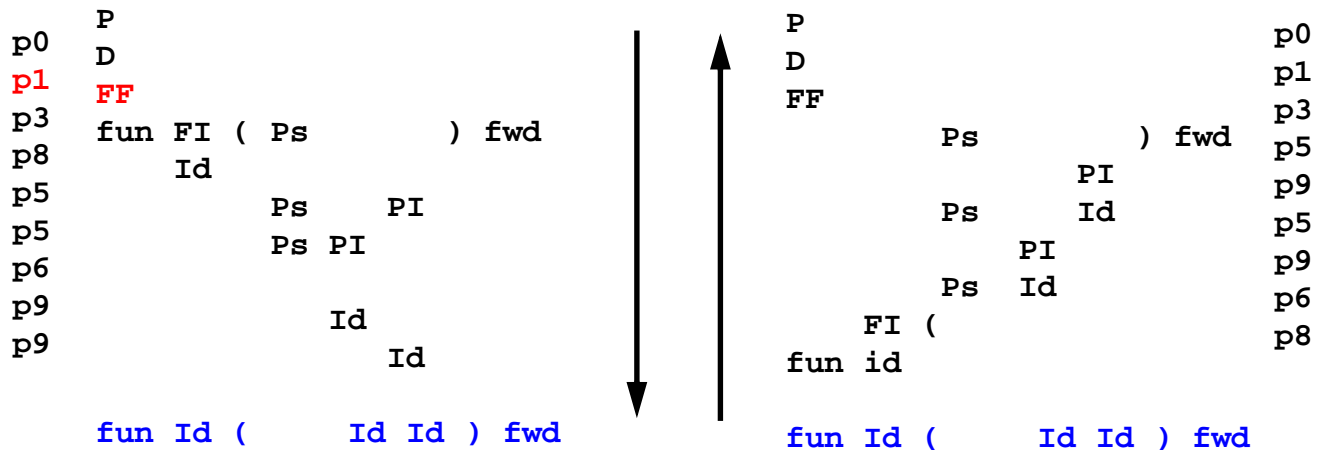 P
p0
D
p1
FF
p3
fun FI ( Ps ) fwd
p8
Id
p5
Ps PI
p5
Ps PI
p6
p9
Id
p9
Id
fun Id ( Id Id ) fwd
P
p0
D
p1
FF
p3
Ps ) fwd
p5
PI
p9
Ps Id
p5
PI
p9
Ps Id
p6
FI (
p8
fun id
fun Id ( Id Id ) fwd